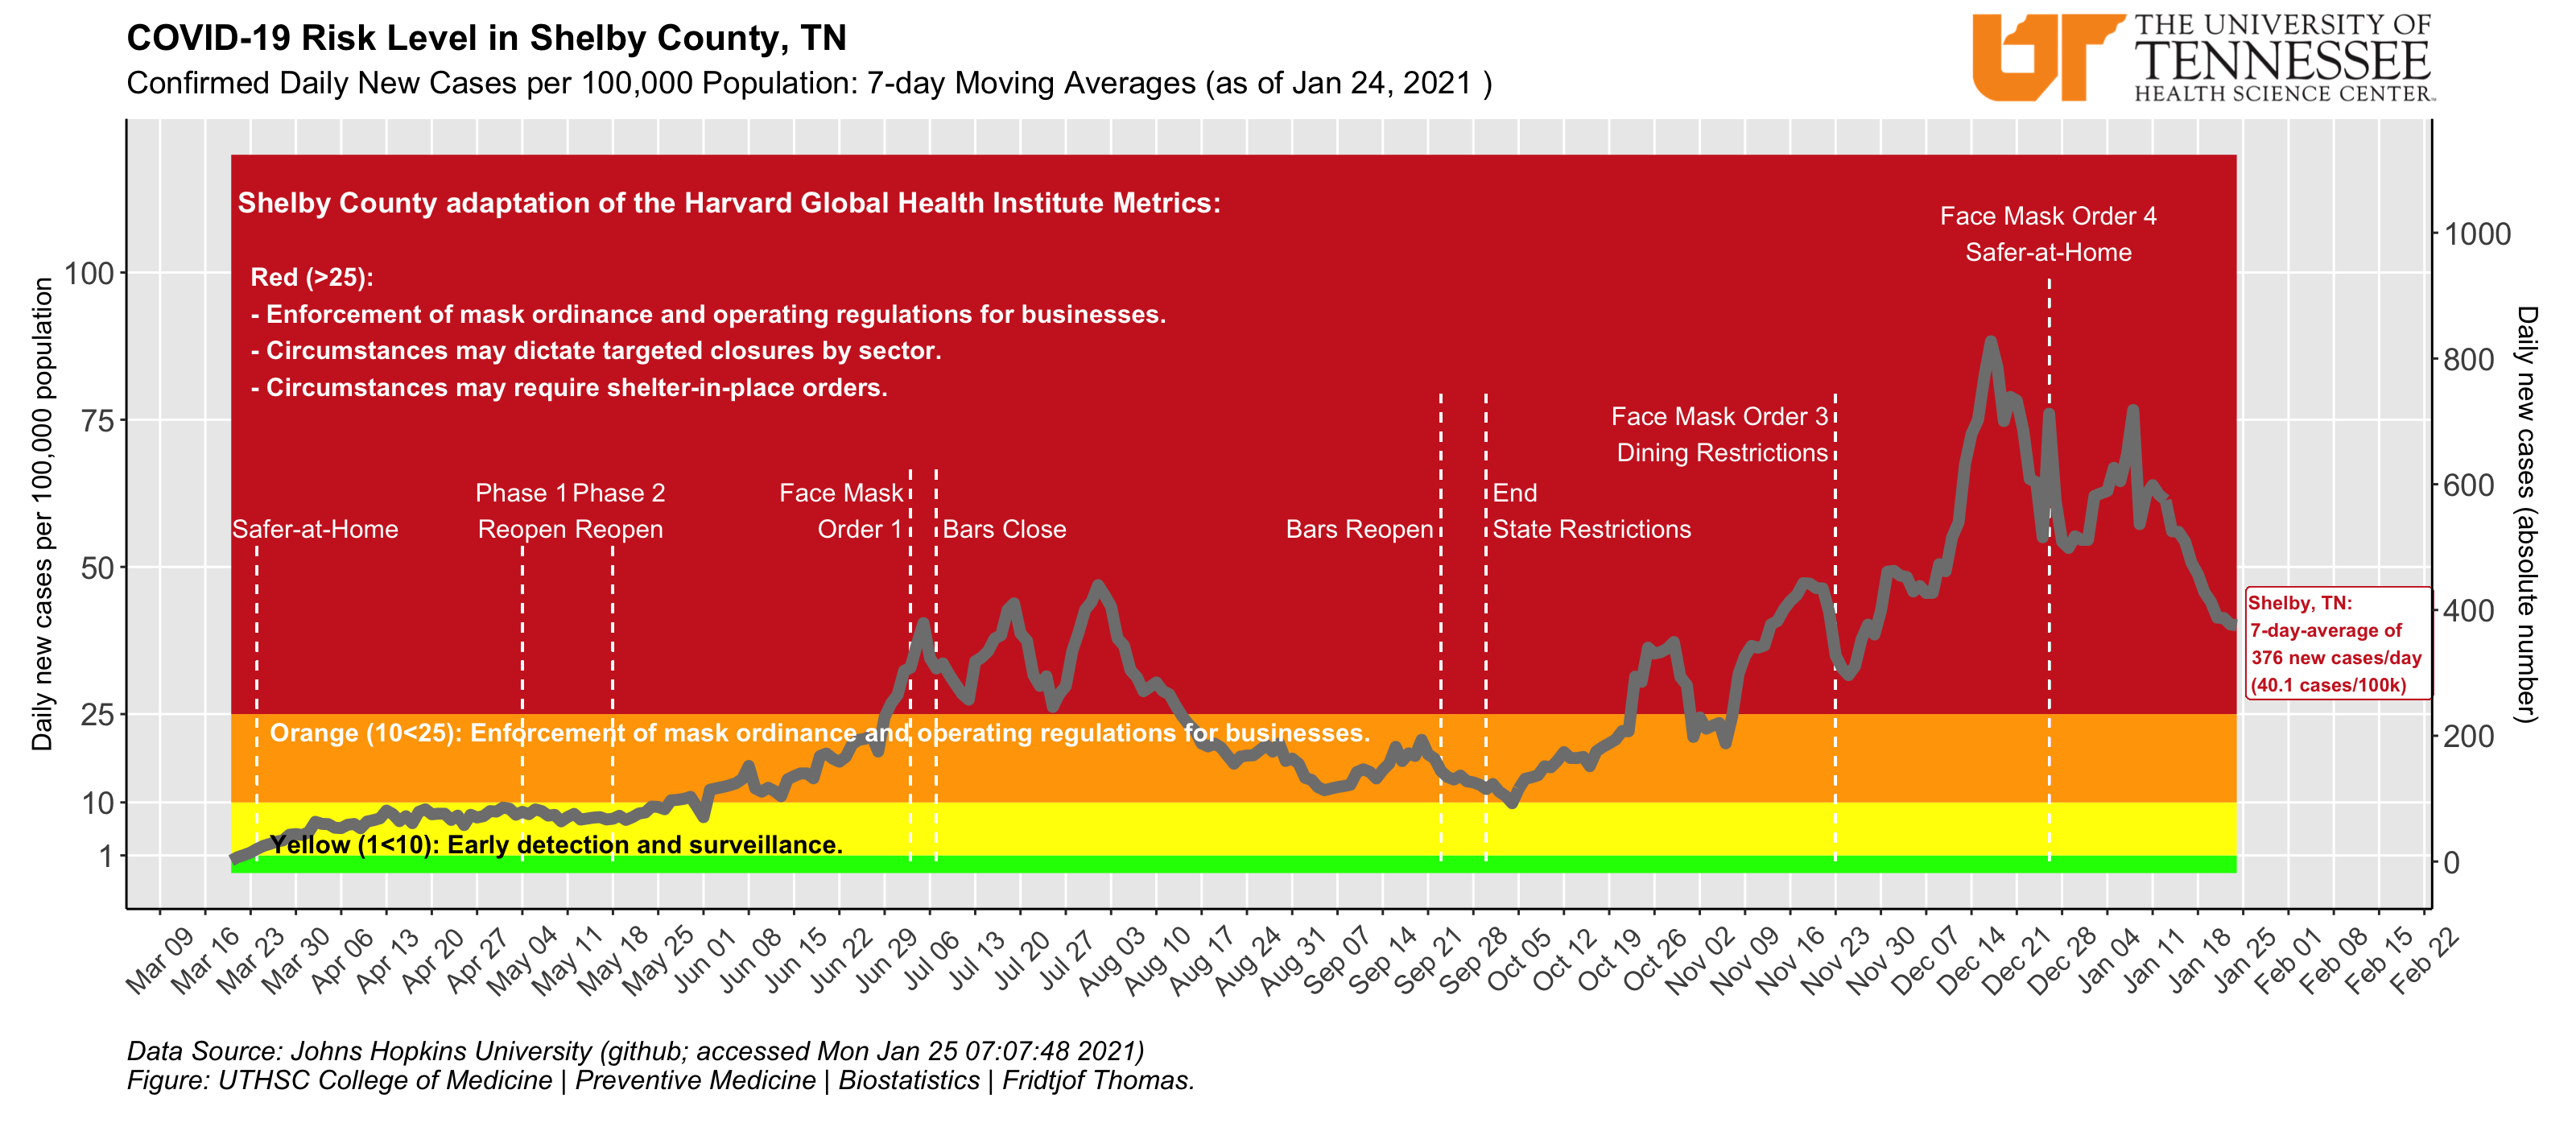 COVID-19 Risk Level in Shelby County, TN
Confirmed Daily New Cases per 100,000 Population: 7-day Moving Averages (as of Jan 24, 2021 )
UT
THE UNIVERSITY OF
TENNESSEE
HEALTH SCIENCE CENTER™
Daily new cases per 100,000 population
100
75
50
25
10
1
Shelby County adaptation of the Harvard Global Health Institute Metrics:
Red (>25):
- Enforcement of mask ordinance and operating regulations for businesses.
- Circumstances may dictate targeted closures by sector.
- Circumstances may require shelter-in-place orders.
Safer-at-Home
Phase 1
Reopen
Phase 2
Reopen
Face Mask
Order 1
Bars Close
Bars Reopen
End
State Restrictions
Face Mask Order 3
Dining Restrictions
Face Mask Order 4
Safer-at-Home
Orange (10<25): Enforcement of mask ordinance and operating regulations for businesses.
Yellow (1<10): Early detection and surveillance.
Shelby, TN:
7-day-average of
376 new cases/day
(40.1 cases/100k)
1000
800
600
400
200
0
Daily new cases (absolute number)
Mar 09
Mar 16
Mar 23
Mar 30
Apr 06
Apr 13
Apr 20
Apr 27
May 04
May 11
May 18
May 25
Jun 01
Jun 08
Jun 15
Jun 22
Jun 29
Jul 06
Jul 13
Jul 20
Jul 27
Aug 03
Aug 10
Aug 17
Aug 24
Aug 31
Sep 07
Sep 14
Sep 21
Sep 28
Oct 05
Oct 12
Oct 19
Oct 26
Nov 02
Nov 09
Nov 16
Nov 23
Nov 30
Dec 07
Dec 14
Dec 21
Dec 28
Jan 04
Jan 11
Jan 18
Jan 25
Feb 01
Feb 08
Feb 15
Feb 22
Data Source: Johns Hopkins University (github; accessed Mon Jan 25 07:07:48 2021)
Figure: UTHSC College of Medicine | Preventive Medicine | Biostatistics | Fridtjof Thomas.